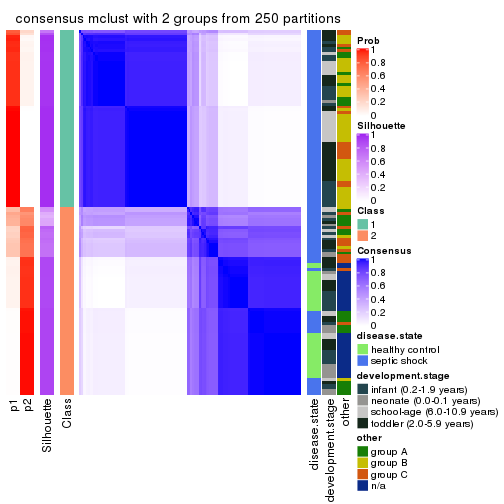 consensus mclust with 2 groups from 250 partitions
Prob
1
0.8
0.6
0.4
0.2
0
Silhouette
1
0.8
0.6
0.4
0.2
0
Class
1
2
Consensus
1
0.8
0.6
0.4
0.2
0
disease.state
healthy control
septic shock
development.stage
infant (0.2-1.9 years)
neonate (0.0-0.1 years)
school-age (6.0-10.9 years)
toddler (2.0-5.9 years)
other
group A
group B
group C
n/a
p1
p2
Silhouette
Class
disease.state
development.stage
other